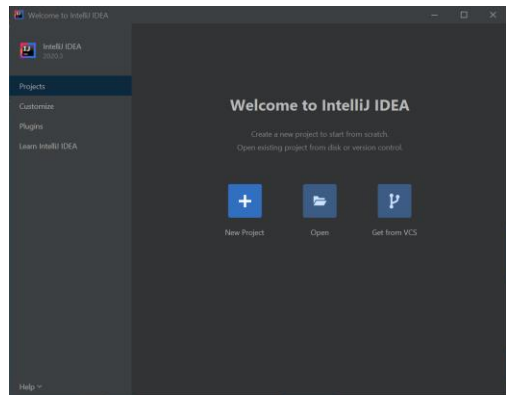 Welcome to IntelliJ IDEA
IntelliJ IDEA
2020.3
Projects
Customize
Plugins
Learn IntelliJ IDEA
Welcome to IntelliJ IDEA
Create a new project to start from scratch.
Open existing project from disk or version control.
New Project
Open
Get from VCS
Help